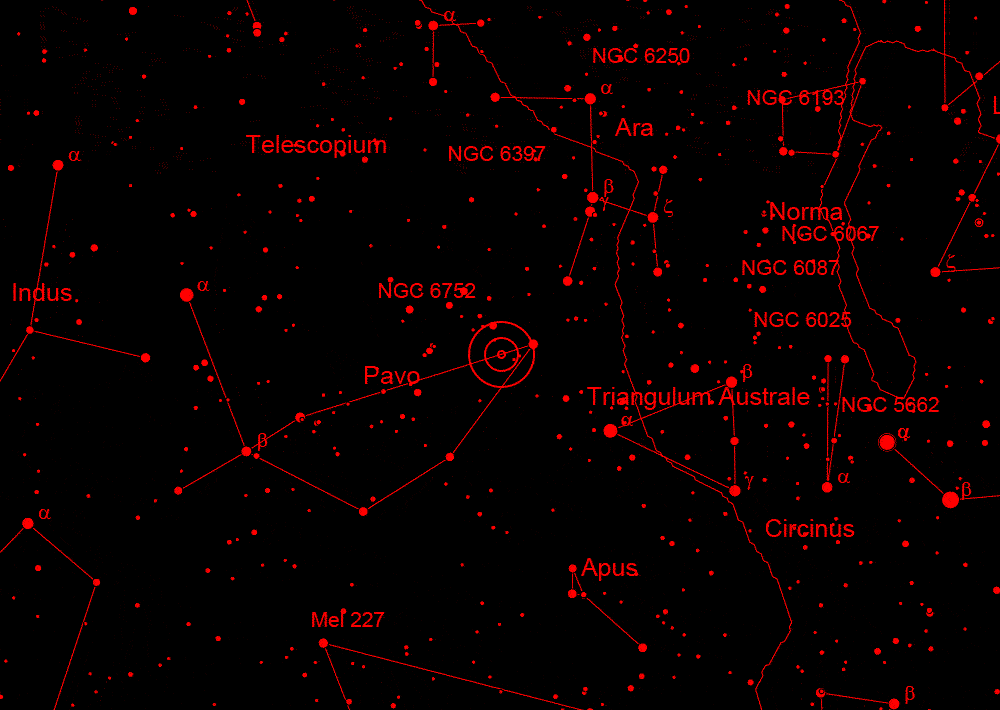 α
NGC 6250
α
NGC 6193
L
Ara
Telescopium
NGC 6397
α
β
γ
ζ
Norma
NGC 6067
ζ
NGC 6087
α
Indus
NGC 6752
NGC 6025
Pavo
β
Triangulum Australe
NGC 5662
α
α
β
γ
α
β
α
Circinus
Apus
Mel 227
β